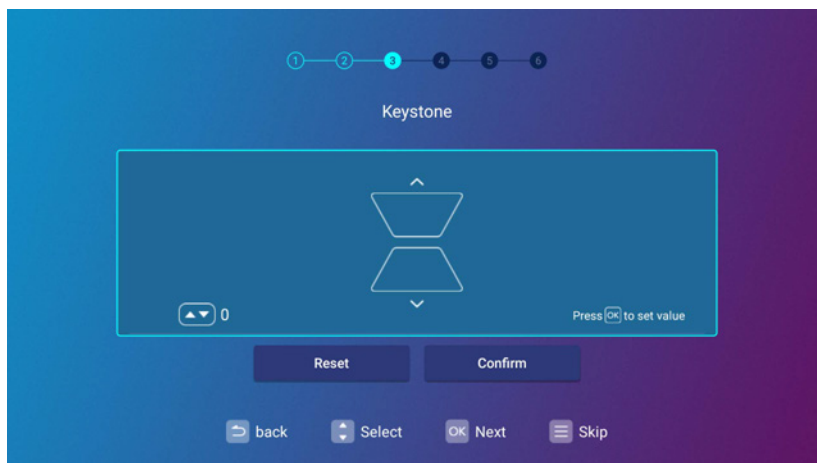 1 2 3 4 5 6
Keystone
0
Press OK to set value
Reset Confirm
back Select OK Next Skip